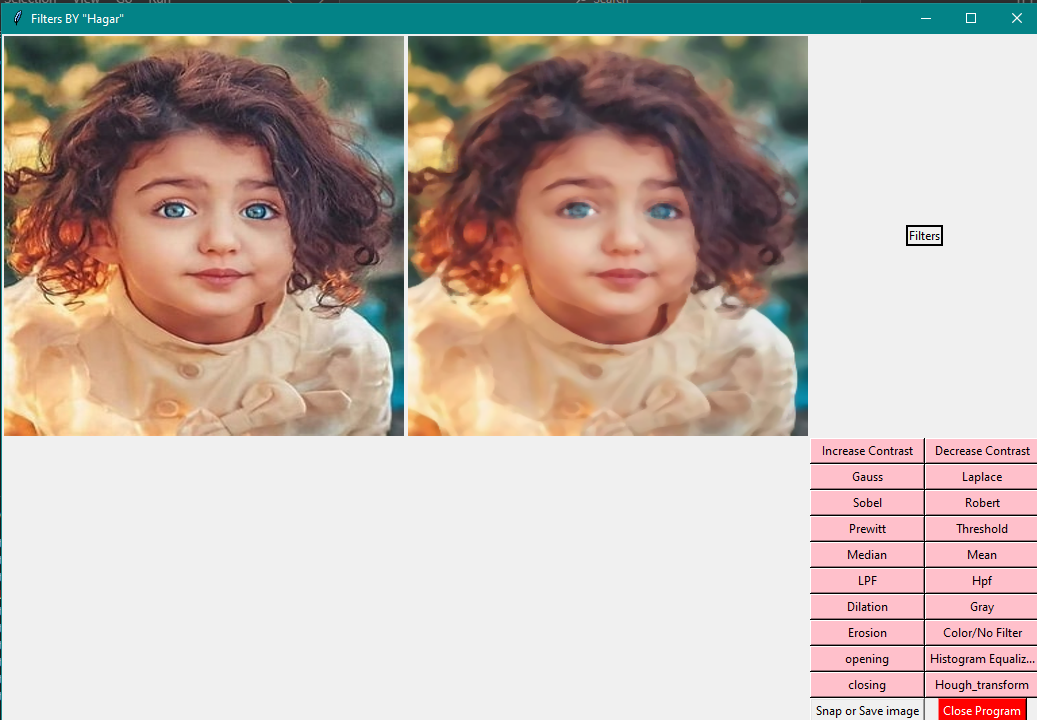 Filters BY "Hagar"
Filters
Increase Contrast Decrease Contrast
Gauss Laplace
Sobel Robert
Prewitt Threshold
Median Mean
LPF Hpf
Dilation Gray
Erosion Color/No Filter
opening Histogram Equaliz...
closing Hough_transform
Snap or Save image Close Program